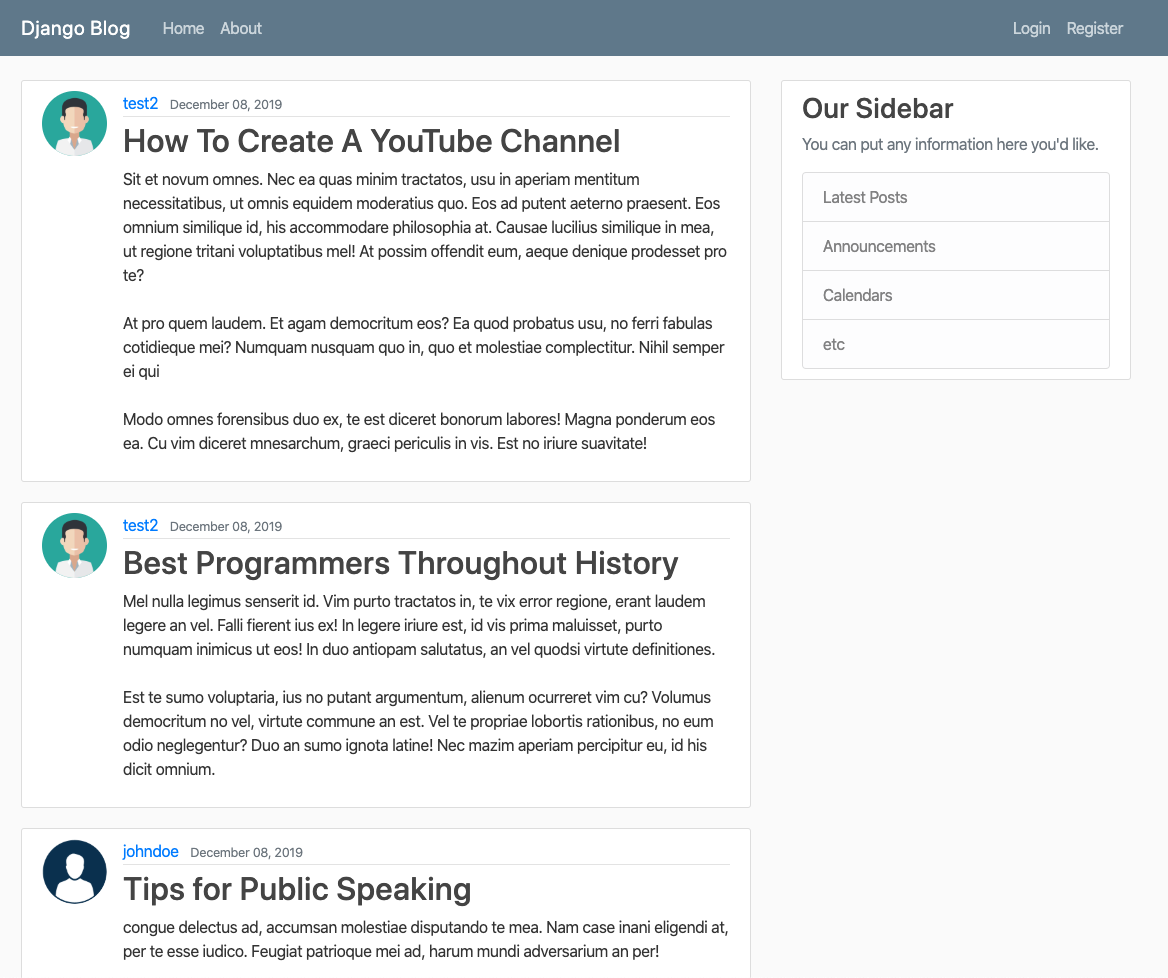 Django Blog Home About Login Register
test2 December 08, 2019
How To Create A YouTube Channel
Sit et novum omnes. Nec ea quas minim tractatos, usu in aperiam mentitum
necessitatibus, ut omnis equidem moderatius quo. Eos ad putent aeterno praesent. Eos
omnium similique id, his accommodare philosophia at. Causae lucilius similique in mea,
ut regione tritani voluptatibus mel! At possim offendit eum, aeque denique prodesset pro
te?
At pro quem laudem. Et agam democritum eos? Ea quod probatus usu, no ferri fabulas
cotidieque mei? Numquam nusquam quo in, quo et molestiae complectitur. Nihil semper
ei qui
Modo omnes forensibus duo ex, te est diceret bonorum labores! Magna ponderum eos
ea. Cu vim diceret mnesarchum, graeci periculis in vis. Est no iriure suavitate!
test2 December 08, 2019
Best Programmers Throughout History
Mel nulla legimus senserit id. Vim purto tractatos in, te vix error regione, erant laudem
legere an vel. Falli fierent ius ex! In legere iriure est, id vis prima maluisset, purto
numquam inimicus ut eos! In duo antiopam salutatus, an vel quodsi virtute definitiones.
Est te sumo voluptaria, ius no putant argumentum, alienum ocurreret vim cu? Volumus
democritum no vel, virtute commune an est. Vel te propriae lobortis rationibus, no eum
odio neglegentur? Duo an sumo ignota latine! Nec mazim aperiam percipitur eu, id his
dicit omnium.
johndoe December 08, 2019
Tips for Public Speaking
congue delectus ad, accumsan molestiae disputando te mea. Nam case inani eligendi at,
per te esse iudico. Feugiat patrioque mei ad, harum mundi adversarium an per!
Our Sidebar
You can put any information here you'd like.
Latest Posts
Announcements
Calendars
etc